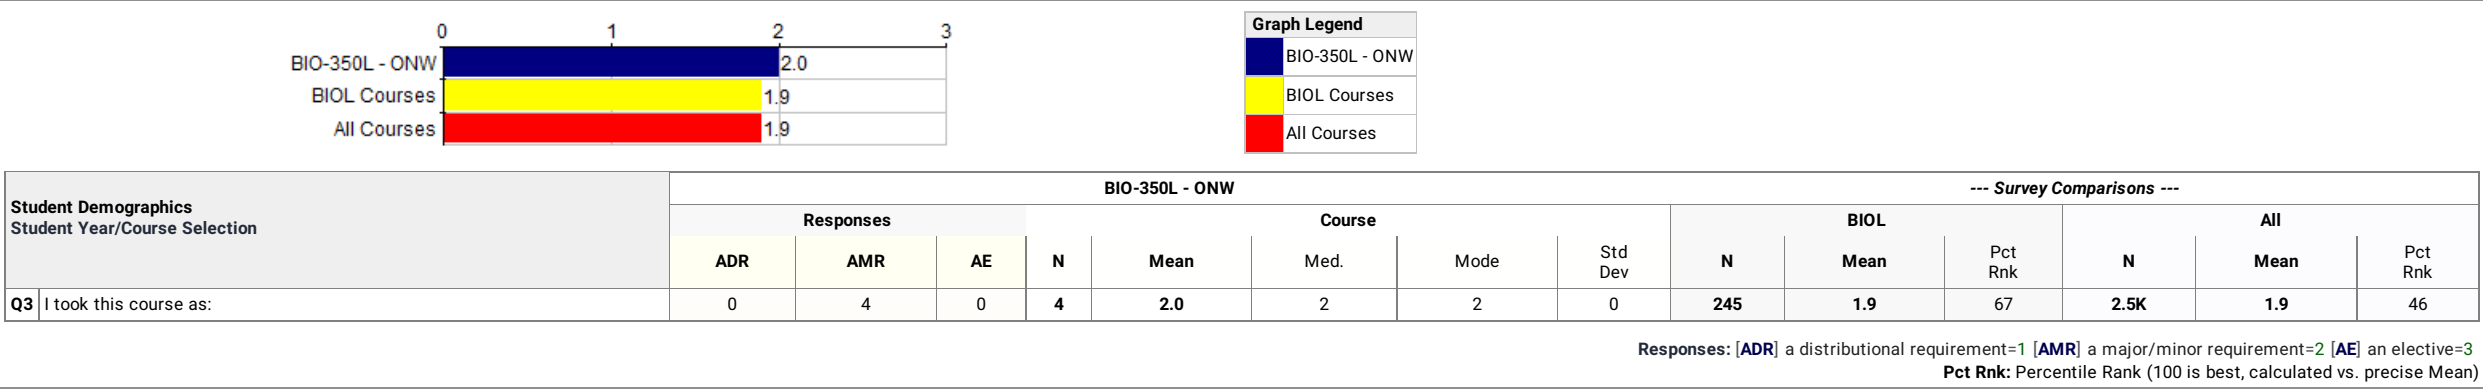 0 1 2 3
BIO-350L - ONW 2.0
BIOL Courses 1.9
All Courses 1.9
Graph Legend
BIO-350L - ONW
BIOL Courses
All Courses
Student Demographics
Student Year/Course Selection
BIO-350L - ONW --- Survey Comparisons ---
Responses Course BIOL All
ADR AMR AE N Mean Med. Mode Std Dev N Mean Pct Rnk N Mean Pct Rnk
Q3 I took this course as: 0 4 0 4 2.0 2 2 0 245 1.9 67 2.5K 1.9 46
Responses: [ADR] a distributional requirement=1 [AMR] a major/minor requirement=2 [AE] an elective=3
Pct Rnk: Percentile Rank (100 is best, calculated vs. precise Mean)